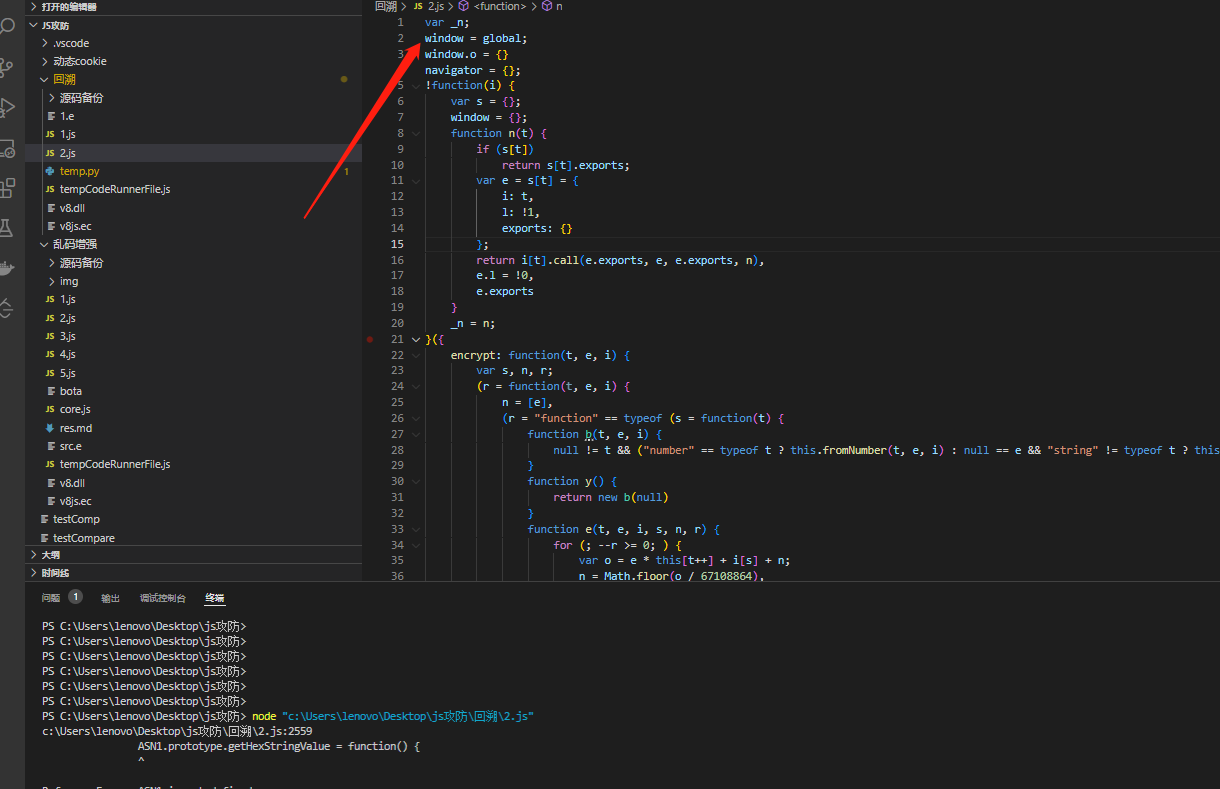 打开的编辑器
JS攻防
.vscode
动态cookie
回溯
源码备份
1.e
JS 1.js
JS 2.js
temp.py 1
JS tempCodeRunnerFile.js
v8.dll
v8js.ec
乱码增强
源码备份
img
JS 1.js
JS 2.js
JS 3.js
JS 4.js
JS 5.js
bota
JS core.js
res.md
src.e
JS tempCodeRunnerFile.js
v8.dll
v8js.ec
testComp
testCompare
大纲
时间线
回溯 > JS 2.js > <function> > n
1 var _n;
2 window = global;
3 window.o = {}
navigator = {};
5 !function(i) {
6 var s = {};
7 window = {};
8 function n(t) {
9 if (s[t])
10 return s[t].exports;
11 var e = s[t] = {
12 i: t,
13 l: !1,
14 exports: {}
15 };
16 return i[t].call(e.exports, e, e.exports, n),
17 e.l = !0,
18 e.exports
19 }
20 _n = n;
21 }({
22 encrypt: function(t, e, i) {
23 var s, n, r;
24 (r = function(t, e, i) {
25 n = [e],
26 (r = "function" == typeof (s = function(t) {
27 function b(t, e, i) {
28 null != t && ("number" == typeof t ? this.fromNumber(t, e, i) : null == e && "string" != typeof t ? this
29 }
30 function y() {
31 return new b(null)
32 }
33 function e(t, e, i, s, n, r) {
34 for (; --r >= 0; ) {
35 var o = e * this[t++] + i[s] + n;
36 n = Math.floor(o / 67108864),
问题 1 输出 调试控制台 终端
PS C:\Users\lenovo\Desktop\js攻防>
PS C:\Users\lenovo\Desktop\js攻防>
PS C:\Users\lenovo\Desktop\js攻防>
PS C:\Users\lenovo\Desktop\js攻防>
PS C:\Users\lenovo\Desktop\js攻防>
PS C:\Users\lenovo\Desktop\js攻防>
PS C:\Users\lenovo\Desktop\js攻防> node "c:\Users\lenovo\Desktop\js攻防\回溯\2.js"
c:\Users\lenovo\Desktop\js攻防\回溯\2.js:2559
ASN1.prototype.getHexStringValue = function() {
^